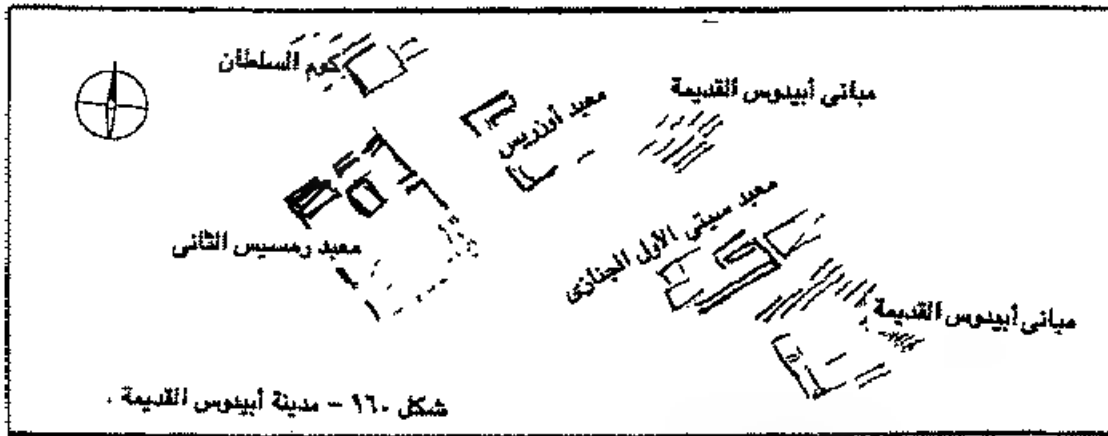 كوم السلطان
مبانى أبيدوس القديمة
معبد أوزريس
معبد سيتى الأول الجنازى
معبد رمسيس الثانى
مبانى أبيدوس القديمة
شكل ١٦٠ - مدينة أبيدوس القديمة .